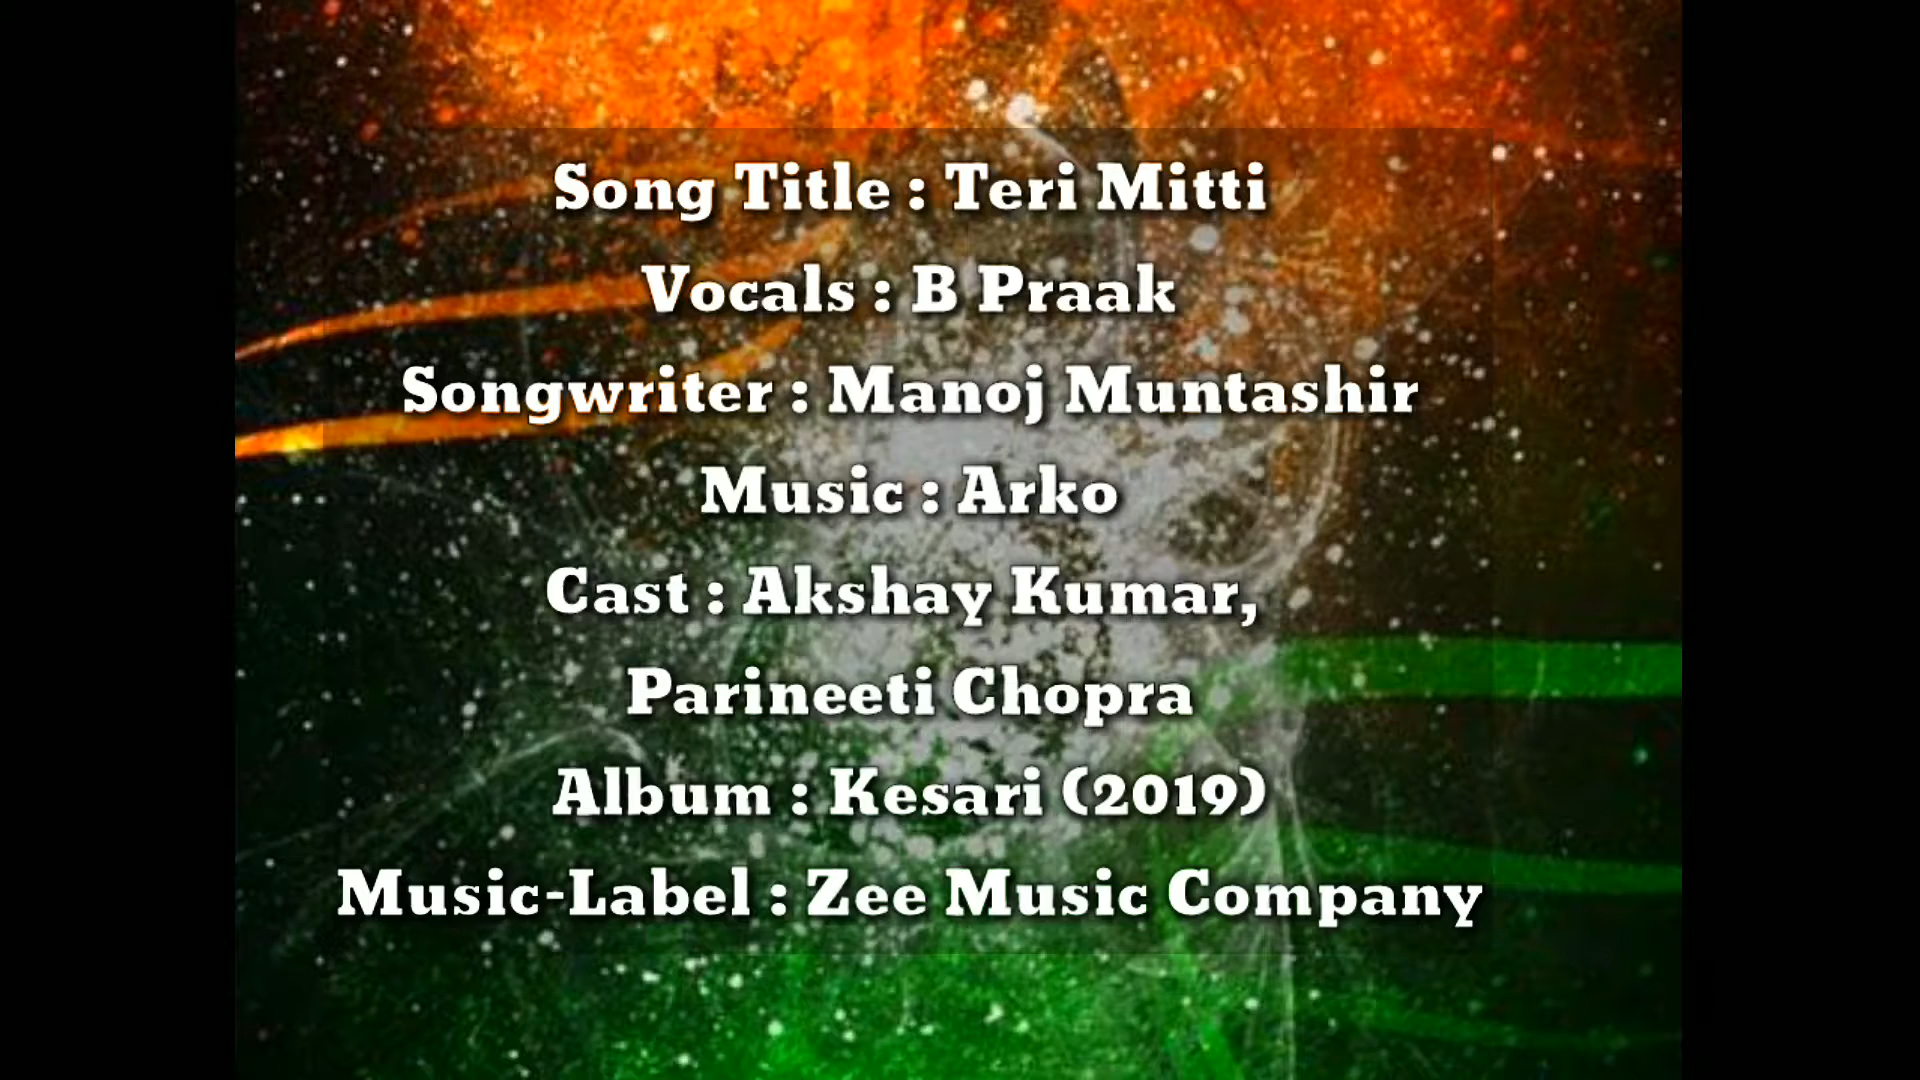 Song Title : Teri Mitti
Vocals : B Praak
Songwriter : Manoj Muntashir
Music : Arko
Cast : Akshay Kumar,
Parineeti Chopra
Album : Kesari (2019)
Music-Label : Zee Music Company